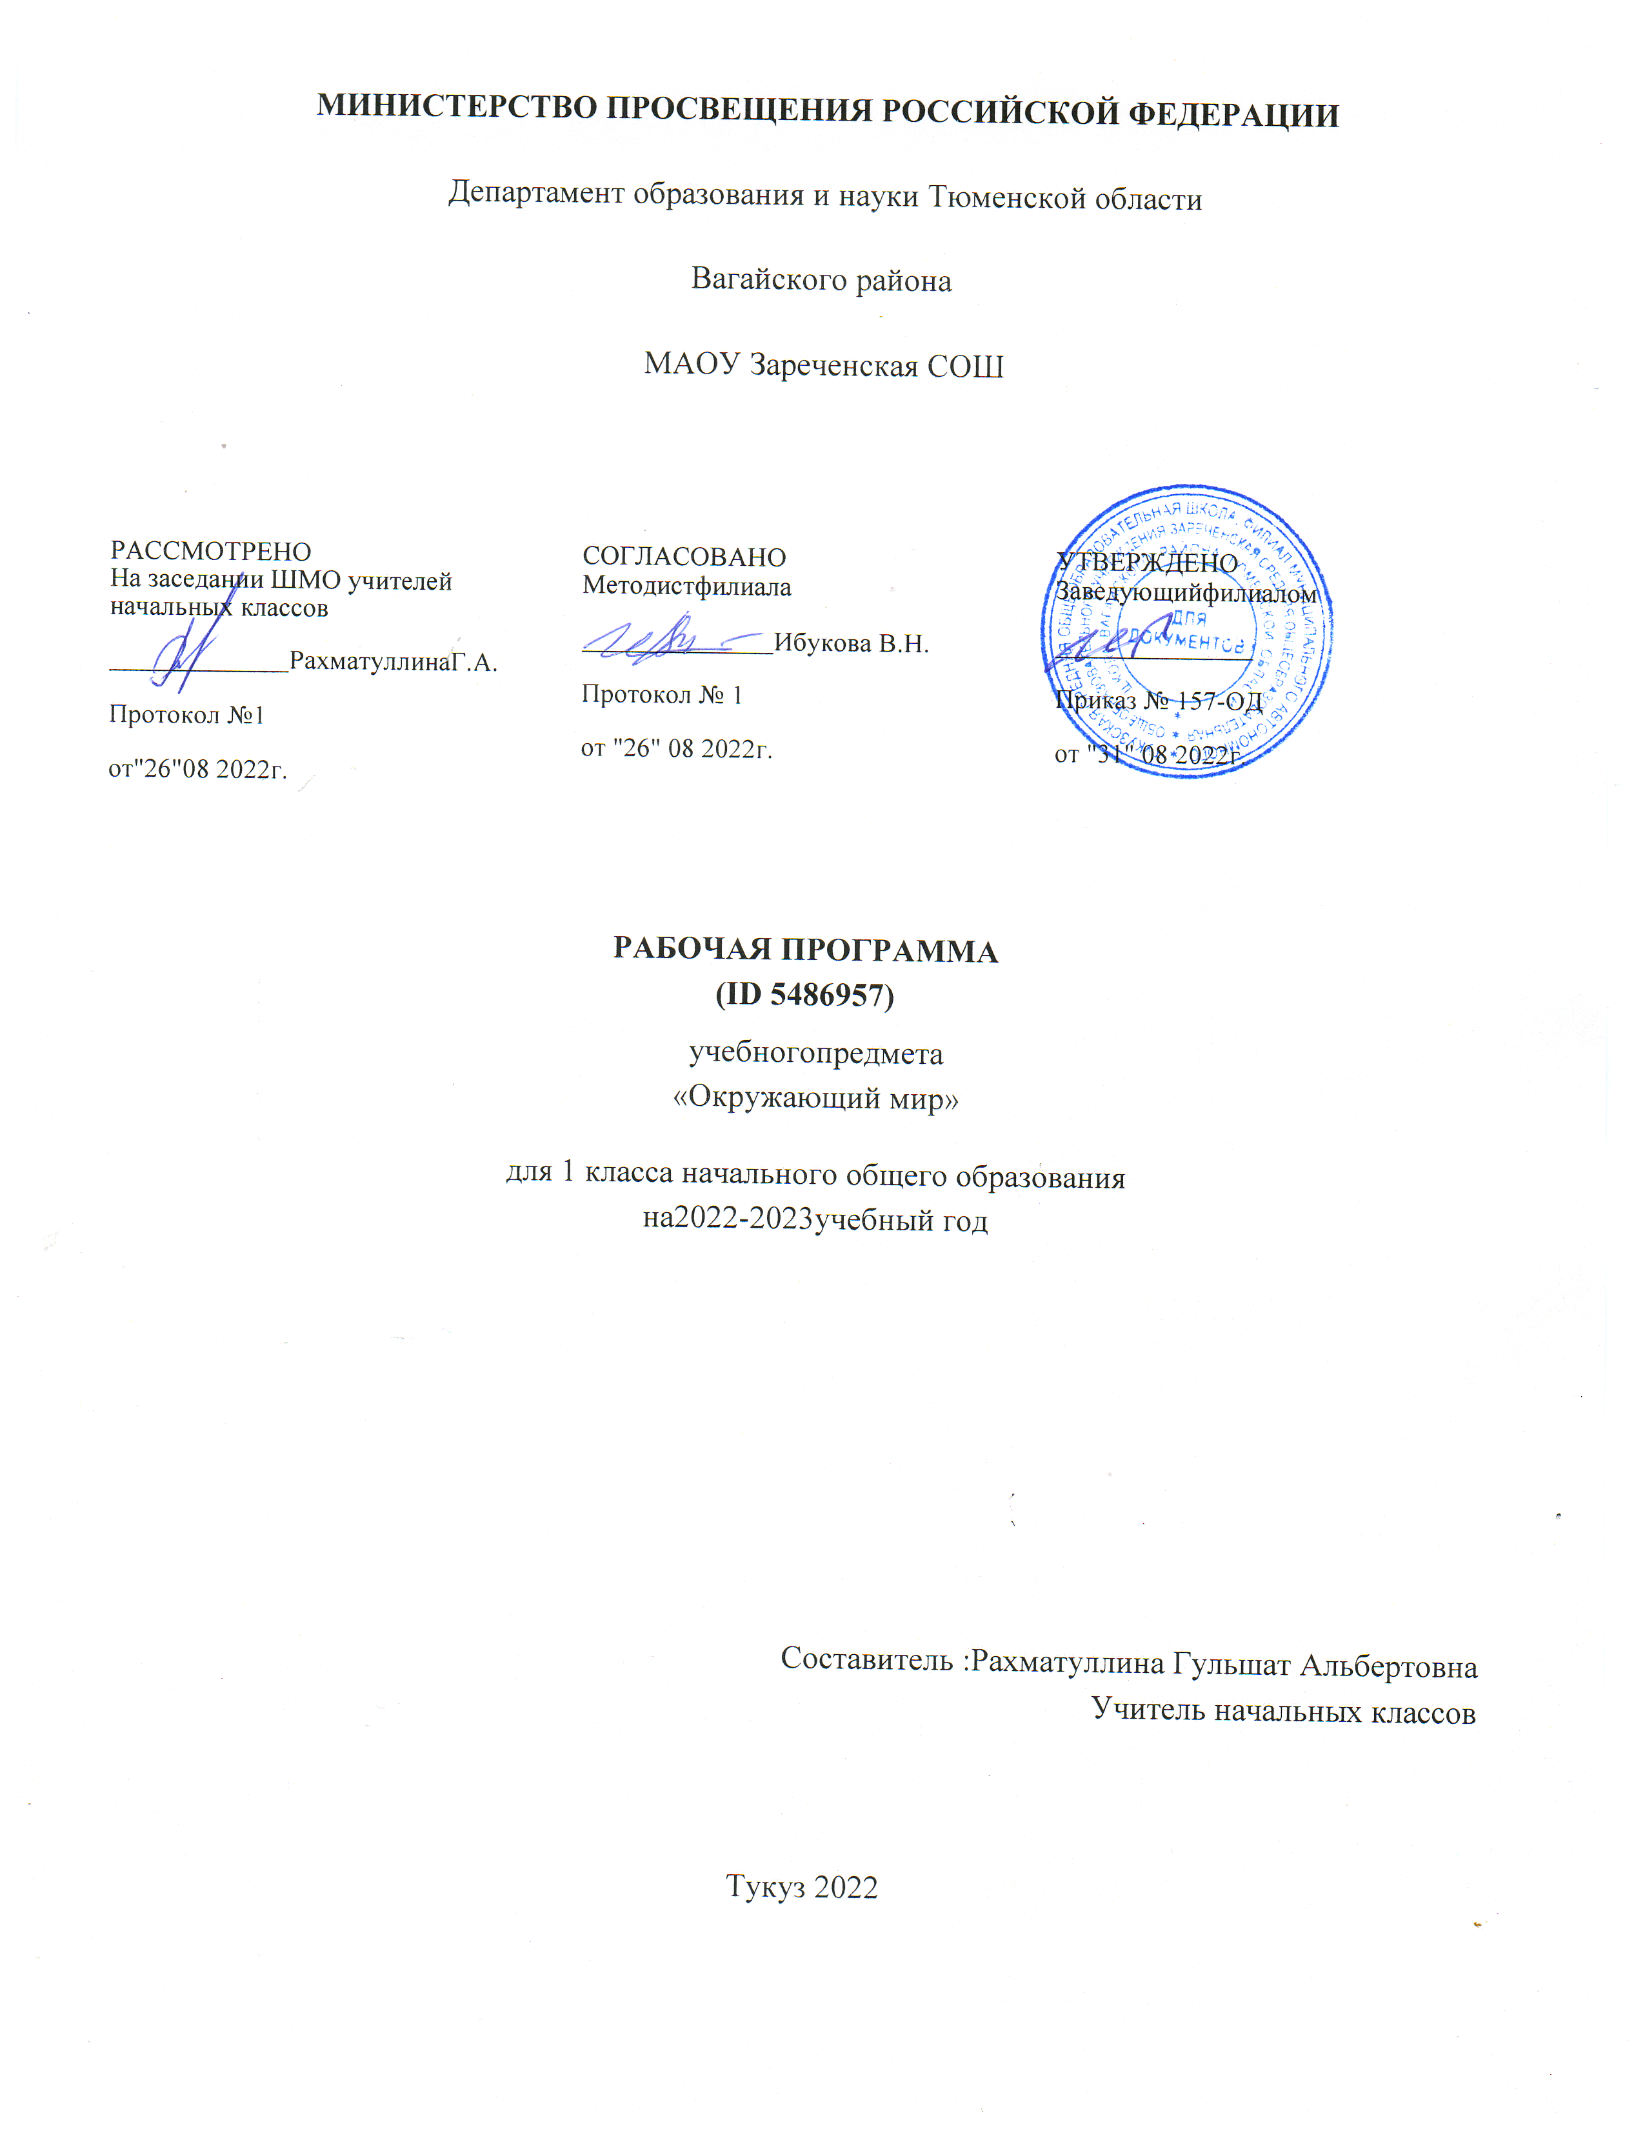 МИНИСТЕРСТВО ПРОСВЕЩЕНИЯ РОССИЙСКОЙ ФЕДЕРАЦИИ
Департамент образования и науки Тюменской области
Вагайского района
МАОУ Зареченская СОШ
РАССМОТРЕНО
На заседании ШМО учителей
начальных классов
РахматуллинаГ.А.
Протокол №1
от"26"08 2022г.
СОГЛАСОВАНО
Методистфилиала
Ибукова В.Н.
Протокол № 1
от "26" 08 2022г.
УТВЕРЖДЕНО
Заведующийфилиалом
ДЛЯ
ДОКУМЕНТОВ
Приказ № 157-ОД
от "31" 08 2022г.
РАБОЧАЯ ПРОГРАММА
(ID 5486957)
учебногопредмета
«Окружающий мир»
для 1 класса начального общего образования
на2022-2023учебный год
Составитель :Рахматуллина Гульшат Альбертовна
Учитель начальных классов
Тукуз 2022